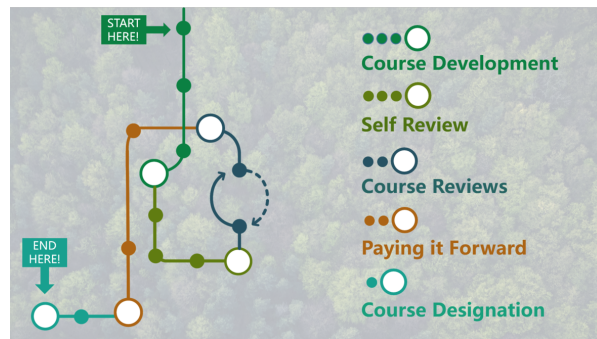 START
HERE!
Course Development
Self Review
Course Reviews
Paying it Forward
END
HERE!
Course Designation